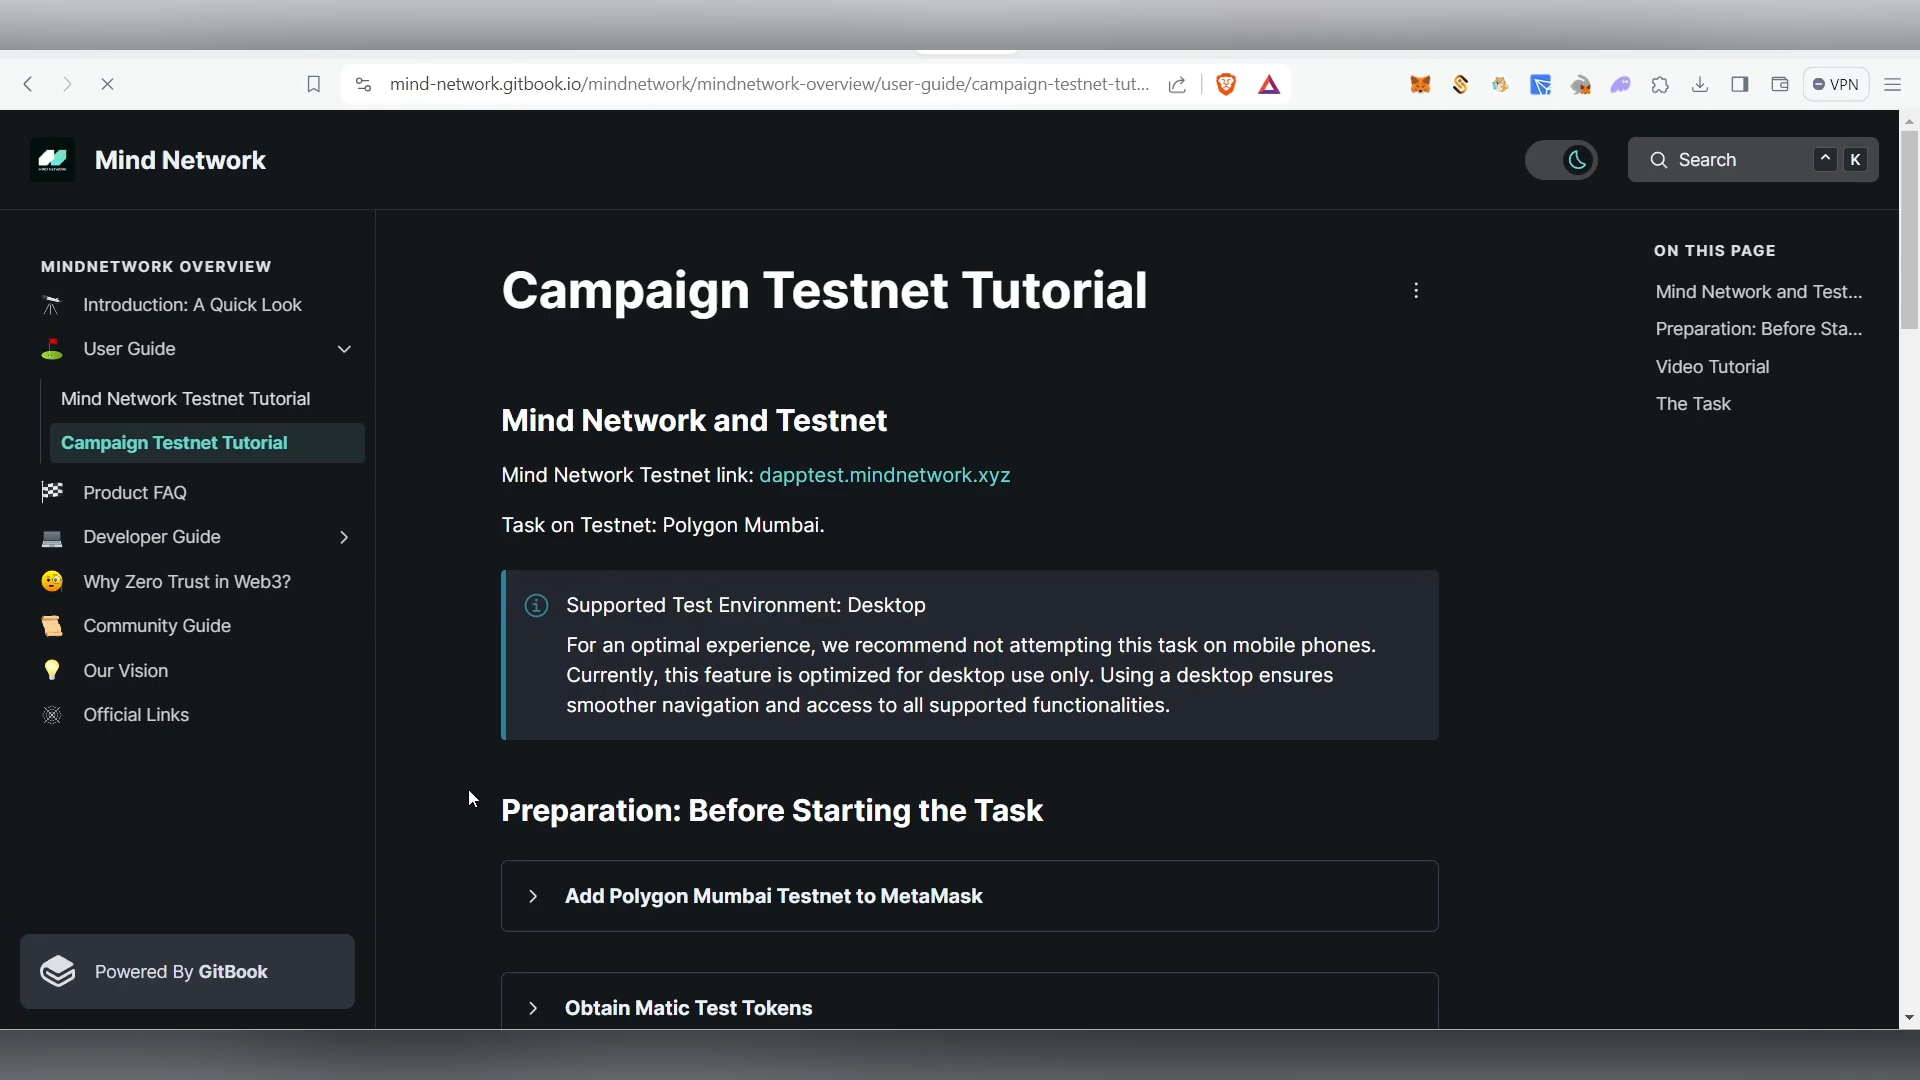 mind-network.gitbook.io/mindnetwork/mindnetwork-overview/user-guide/campaign-testnet-tut...
VPN
Mind Network
Search
^ K
MINDNETWORK OVERVIEW
Introduction: A Quick Look
User Guide
Mind Network Testnet Tutorial
Campaign Testnet Tutorial
Product FAQ
Developer Guide
Why Zero Trust in Web3?
Community Guide
Our Vision
Official Links
Powered By GitBook
Campaign Testnet Tutorial
Mind Network and Testnet
Mind Network Testnet link: dapptest.mindnetwork.xyz
Task on Testnet: Polygon Mumbai.
Supported Test Environment: Desktop
For an optimal experience, we recommend not attempting this task on mobile phones.
Currently, this feature is optimized for desktop use only. Using a desktop ensures
smoother navigation and access to all supported functionalities.
Preparation: Before Starting the Task
Add Polygon Mumbai Testnet to MetaMask
Obtain Matic Test Tokens
ON THIS PAGE
Mind Network and Test...
Preparation: Before Sta...
Video Tutorial
The Task